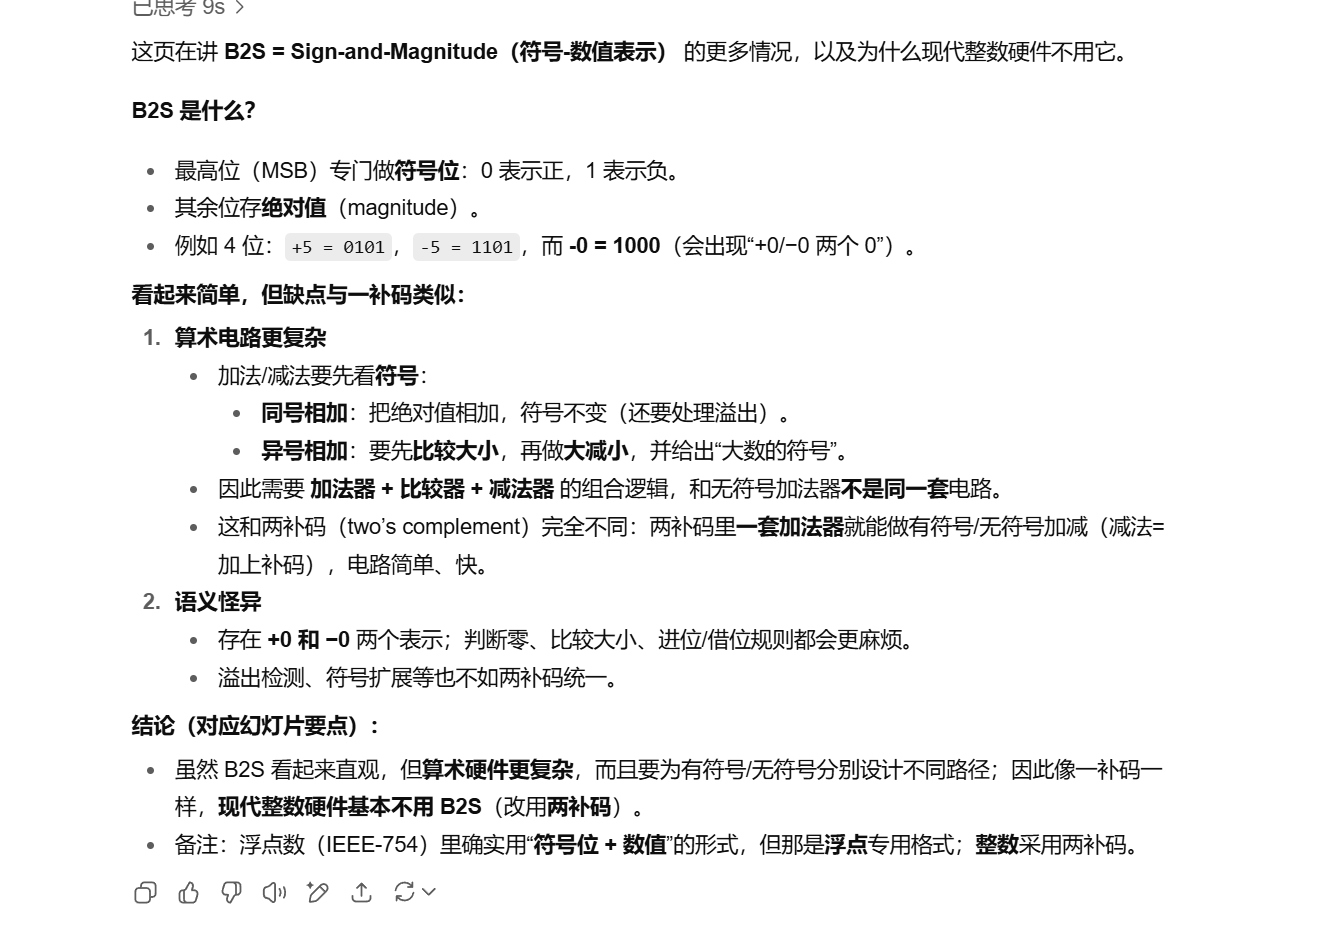 已思考 9s >
这页在讲 B2S = Sign-and-Magnitude（符号-数值表示） 的更多情况，以及为什么现代整数硬件不用它。
B2S 是什么？
• 最高位（MSB）专门做符号位：0 表示正，1 表示负。
• 其余位存绝对值（magnitude）。
• 例如 4 位： +5 = 0101 ， -5 = 1101 ，而 -0 = 1000（会出现“+0/−0 两个 0”）。
看起来简单，但缺点与一补码类似：
1. 算术电路更复杂
• 加法/减法要先看符号：
• 同号相加：把绝对值相加，符号不变（还要处理溢出）。
• 异号相加：要先比较大小，再做大减小，并给出“大数的符号”。
• 因此需要 加法器 + 比较器 + 减法器 的组合逻辑，和无符号加法器不是同一套电路。
• 这和两补码（two’s complement）完全不同：两补码里一套加法器就能做有符号/无符号加减（减法=
加上补码），电路简单、快。
2. 语义怪异
• 存在 +0 和 −0 两个表示；判断零、比较大小、进位/借位规则都会更麻烦。
• 溢出检测、符号扩展等也不如两补码统一。
结论（对应幻灯片要点）：
• 虽然 B2S 看起来直观，但算术硬件更复杂，而且要为有符号/无符号分别设计不同路径；因此像一补码一
样，现代整数硬件基本不用 B2S（改用两补码）。
• 备注：浮点数（IEEE-754）里确实用“符号位 + 数值”的形式，但那是浮点专用格式；整数采用两补码。